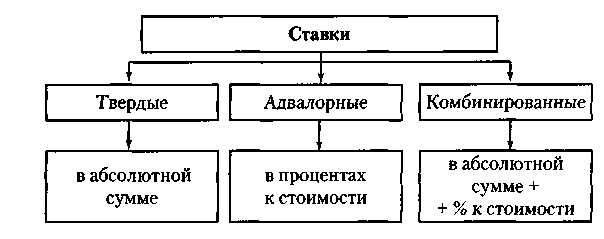 Ставки
Твердые
Адвалорные
Комбинированные
в абсолютной
сумме
в процентах
к стоимости
в абсолютной
сумме +
+ % к стоимости